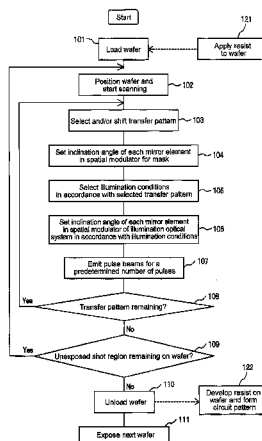 Start
121
101
Load wafer
Apply resist
to wafer
Position wafer and
start scanning
102
Select and/or shift transfer pattern
103
Set inclination angle of each mirror element
in spatial modulator for mask
104
Select illumination conditions
in accordance with selected transfer pattern
105
Set inclination angle of each mirror element
in spatial modulator of illumination optical
system in accordance with illumination conditions
106
Emit pulse beams for a
predetermined number of pulses
107
108
Yes
Transfer pattern remaining?
No
109
Yes
Unexposed shot region remaining on wafer?
No
122
110
Unload wafer
Develop resist on
wafer and form
circuit pattern
111
Expose next wafer